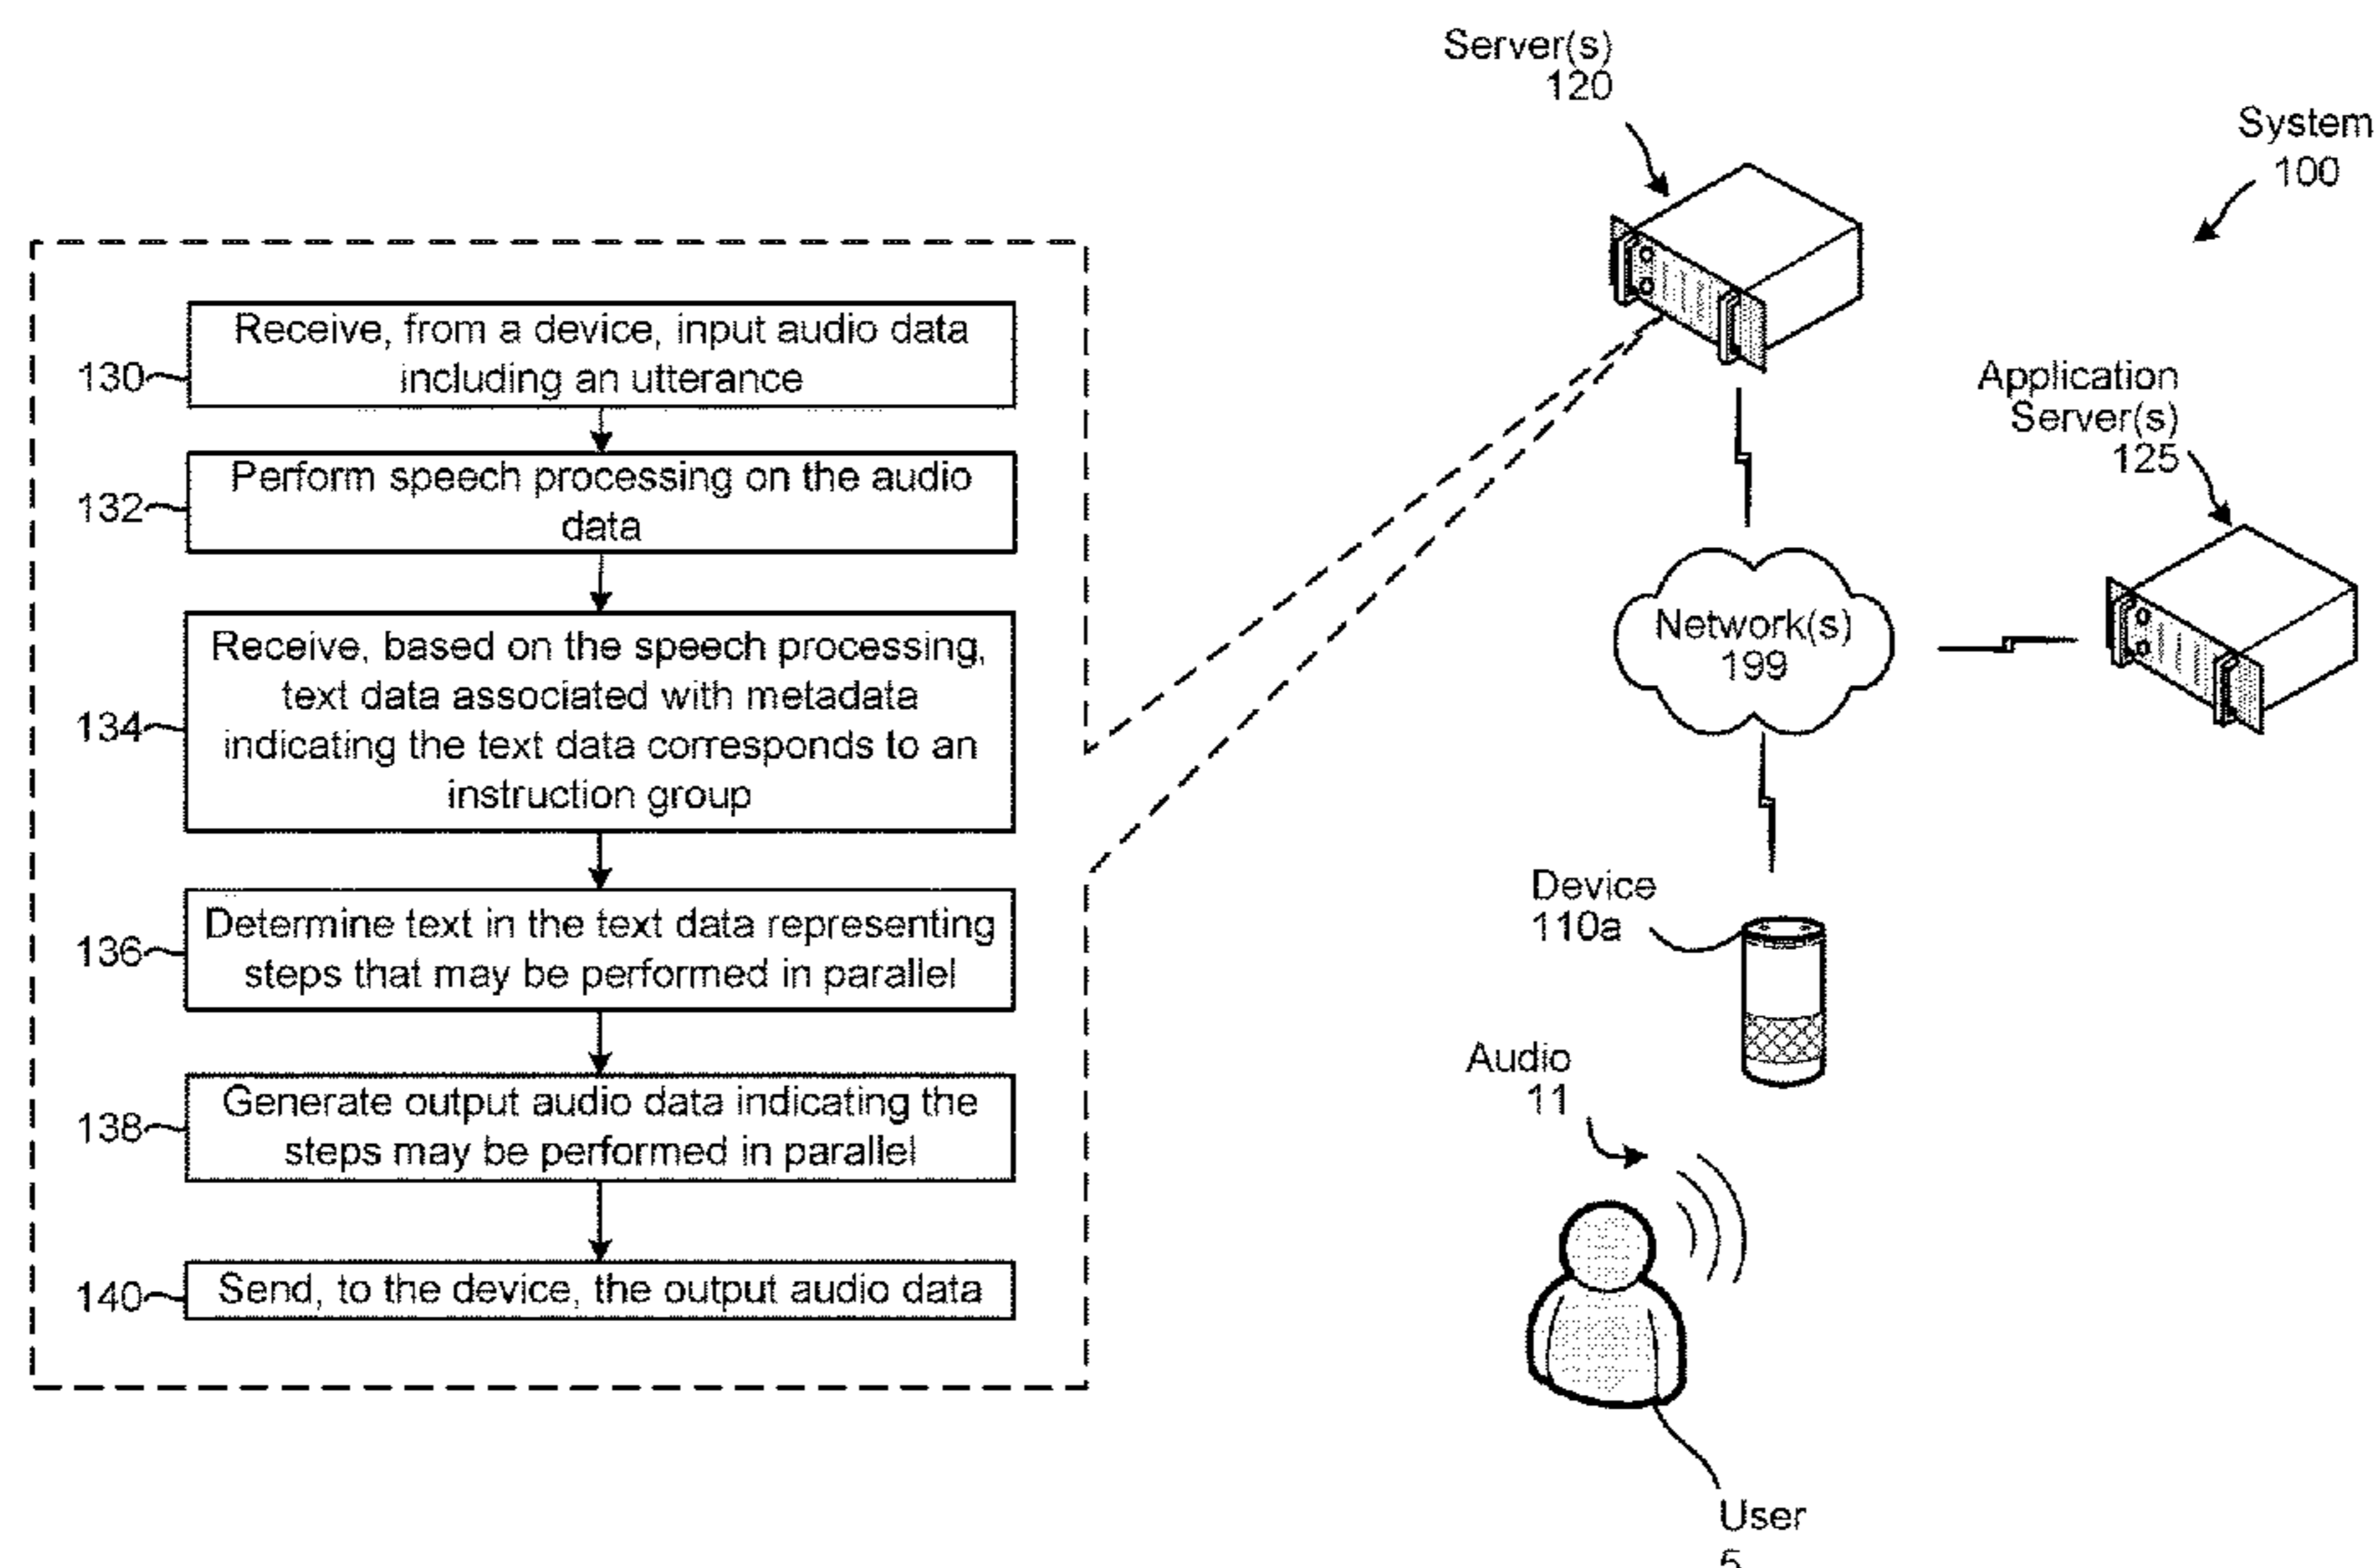 Server(s)
120
System
100
Receive, from a device, input audio data
including an utterance
130
Perform speech processing on the audio
data
132
Receive, based on the speech processing,
text data associated with metadata
indicating the text data corresponds to an
instruction group
134
Determine text in the text data representing
steps that may be performed in parallel
136
Generate output audio data indicating the
steps may be performed in parallel
138
Send, to the device, the output audio data
140
Application
Server(s)
125
Network(s)
199
Device
110a
Audio
11
User